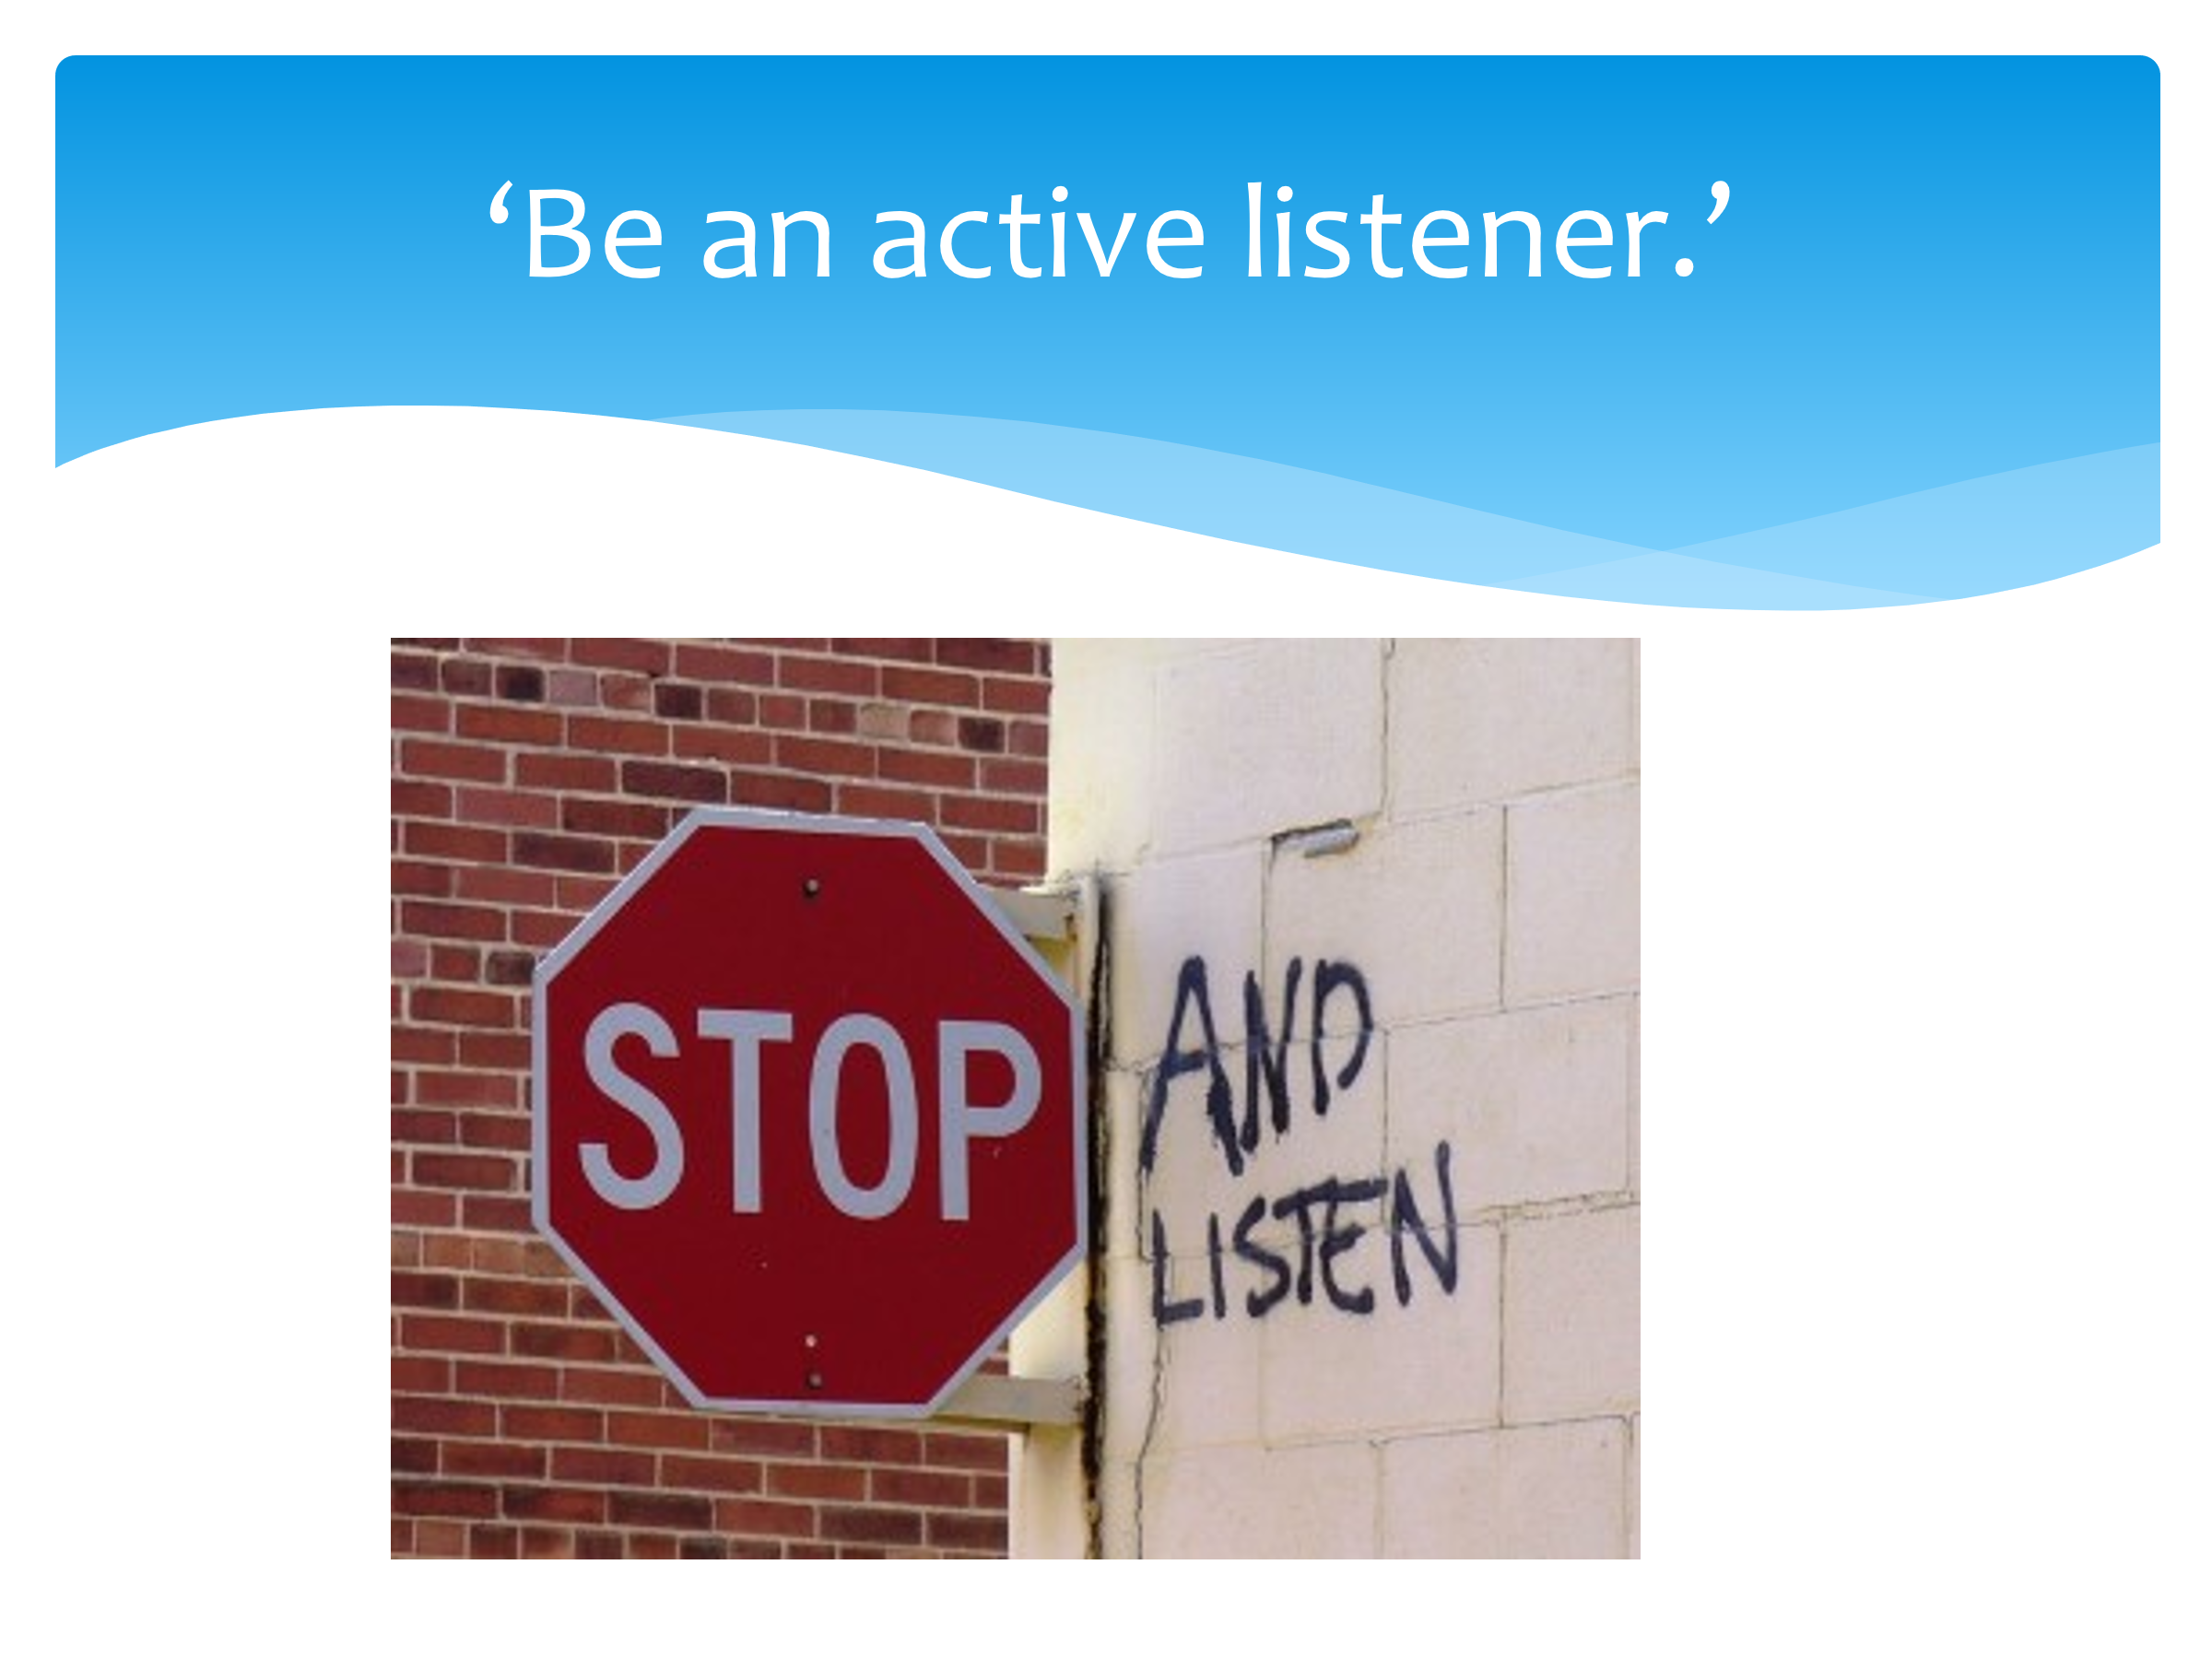 ‘Be an active listener.’
STOP
AND
LISTEN